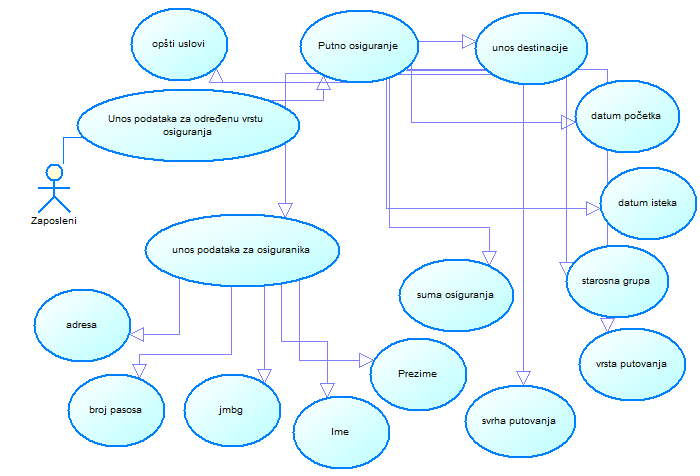 opšti uslovi
Putno osiguranje
unos destinacije
Unos podataka za određenu vrstu
osiguranja
datum početka
Zaposleni
datum isteka
unos podataka za osiguranika
starosna grupa
suma osiguranja
adresa
vrsta putovanja
Prezime
broj pasosa
jmbg
svrha putovanja
Ime